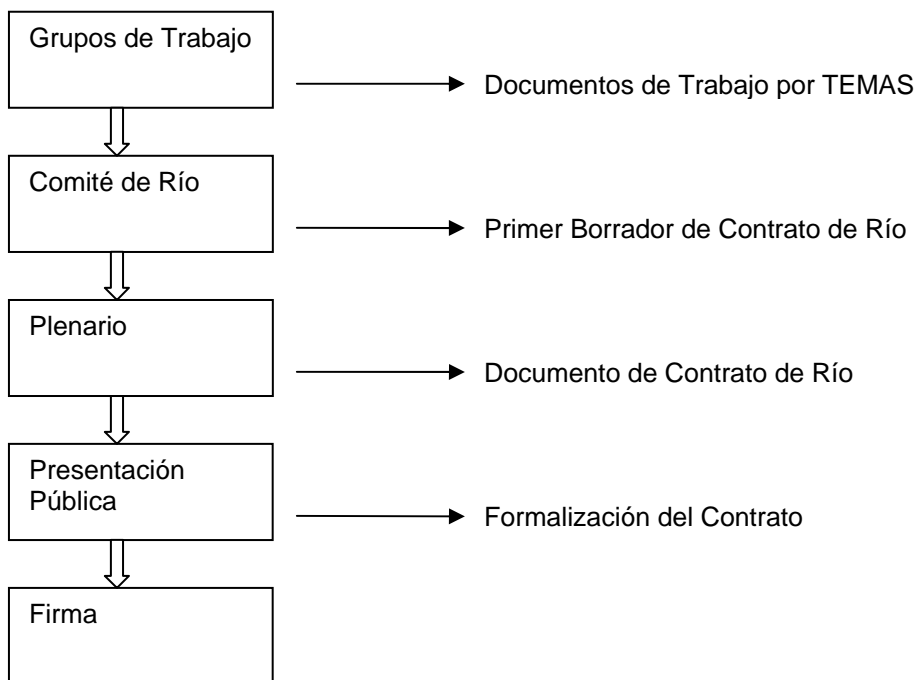 Grupos de Trabajo
Documentos de Trabajo por TEMAS
Comité de Río
Primer Borrador de Contrato de Río
Plenario
Documento de Contrato de Río
Presentación
Pública
Formalización del Contrato
Firma